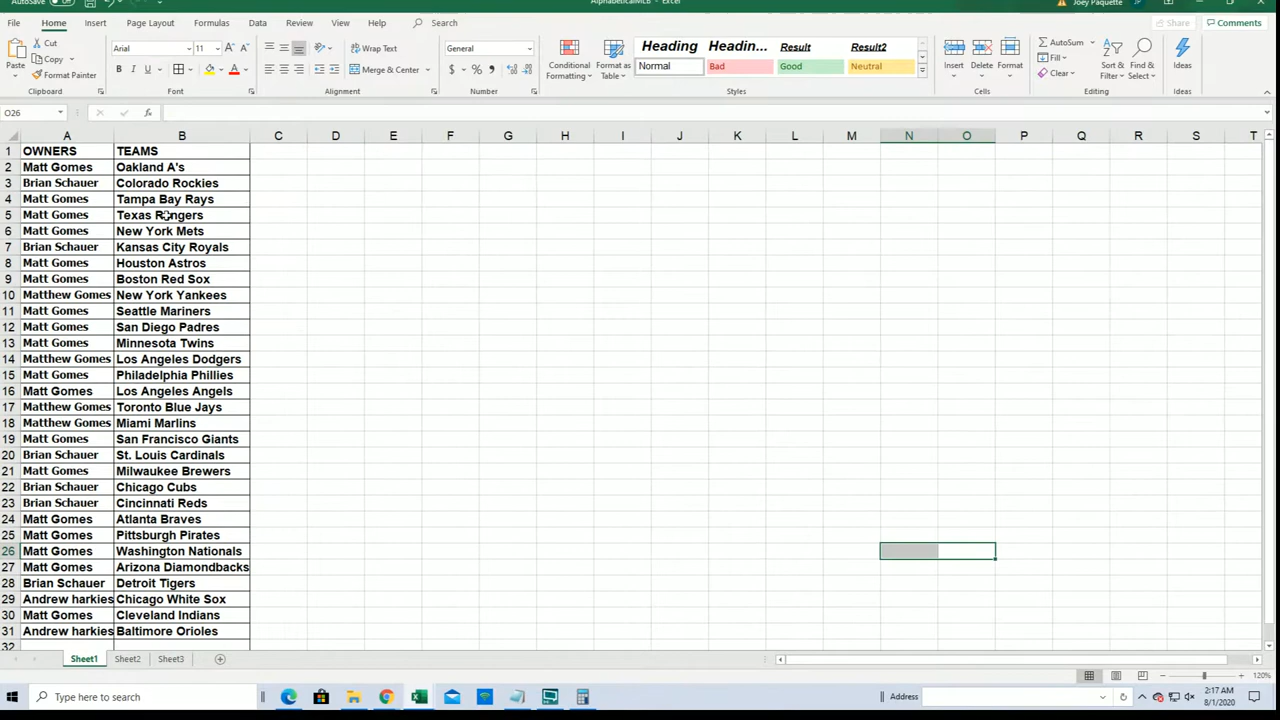 AutoSave Off AlphabeticalMLB - Excel Joey Paquette JP
File Home Insert Page Layout Formulas Data Review View Help Search Share Comments
Paste Cut Copy Format Painter
Arial 11 A A Wrap Text General
B I U A Merge & Center $ % ,
Conditional Formatting Format as Table
Heading Headin... Result Result2
Normal Bad Good Neutral
Insert Delete Format
AutoSum Fill Clear Sort & Filter Find & Select Ideas
Clipboard Font Alignment Number Styles Cells Editing Ideas
O26 fx
A B C D E F G H I J K L M N O P Q R S T
1 OWNERS TEAMS
2 Matt Gomes Oakland A's
3 Brian Schauer Colorado Rockies
4 Matt Gomes Tampa Bay Rays
5 Matt Gomes Texas Rangers
6 Matt Gomes New York Mets
7 Brian Schauer Kansas City Royals
8 Matt Gomes Houston Astros
9 Matt Gomes Boston Red Sox
10 Matthew Gomes New York Yankees
11 Matt Gomes Seattle Mariners
12 Matt Gomes San Diego Padres
13 Matt Gomes Minnesota Twins
14 Matthew Gomes Los Angeles Dodgers
15 Matt Gomes Philadelphia Phillies
16 Matt Gomes Los Angeles Angels
17 Matthew Gomes Toronto Blue Jays
18 Matthew Gomes Miami Marlins
19 Matt Gomes San Francisco Giants
20 Brian Schauer St. Louis Cardinals
21 Matt Gomes Milwaukee Brewers
22 Brian Schauer Chicago Cubs
23 Brian Schauer Cincinnati Reds
24 Matt Gomes Atlanta Braves
25 Matt Gomes Pittsburgh Pirates
26 Matt Gomes Washington Nationals
27 Matt Gomes Arizona Diamondbacks
28 Brian Schauer Detroit Tigers
29 Andrew harkies Chicago White Sox
30 Matt Gomes Cleveland Indians
31 Andrew harkies Baltimore Orioles
32
Sheet1 Sheet2 Sheet3
120%
Type here to search Address 2:17 AM
8/1/2020